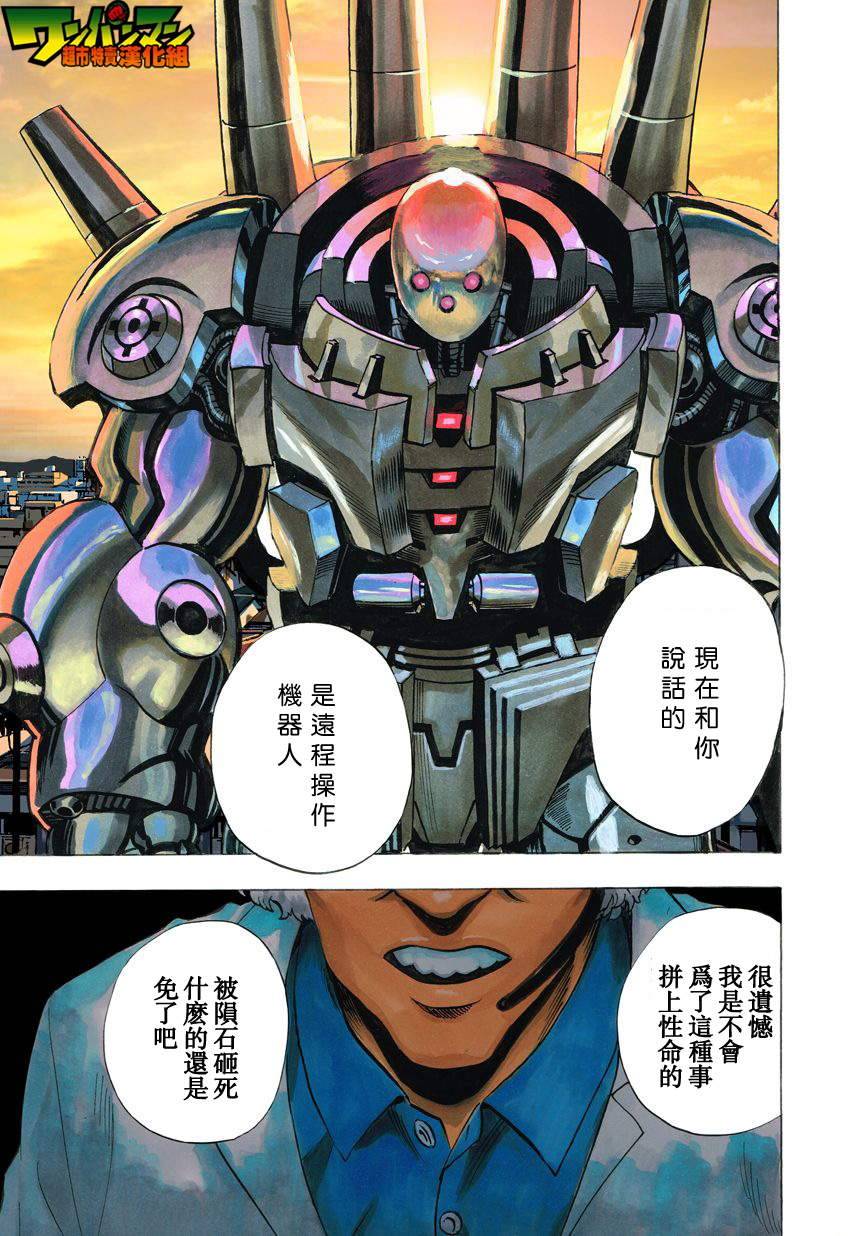 ワンパンマン
超市特賣漢化組
現在和你
說話的
是遠程操作
機器人
很遺憾
我是不會
爲了這種事
拼上性命的
被隕石砸死
什麽的還是
免了吧